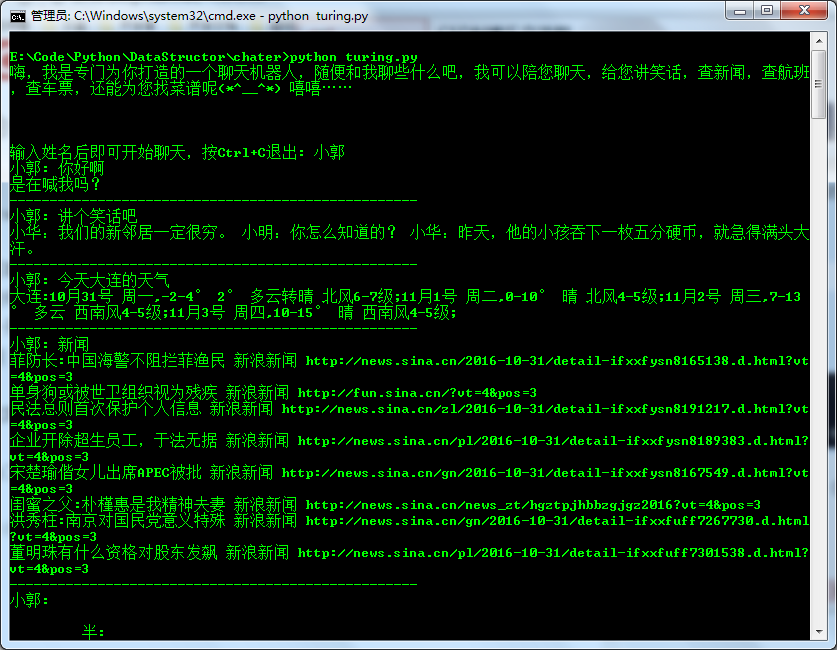 管理员: C:\Windows\system32\cmd.exe - python  turing.py
E:\Code\Python\DataStructor\chater>python turing.py
嗨，我是专门为你打造的一个聊天机器人，随便和我聊些什么吧，我可以陪您聊天，给您讲笑话，查新闻，查航班
，查车票，还能为您找菜谱呢(*^__^*) 嘻嘻……
输入姓名后即可开始聊天，按Ctrl+C退出：小郭
小郭：你好啊
是在喊我吗？
---------------------------------------------------
小郭：讲个笑话吧
小华：我们的新邻居一定很穷。 小明：你怎么知道的？ 小华：昨天，他的小孩吞下一枚五分硬币，就急得满头大
汗。
---------------------------------------------------
小郭：今天大连的天气
大连:10月31号 周一,-2-4° 2° 多云转晴 北风6-7级;11月1号 周二,0-10° 晴 北风4-5级;11月2号 周三,7-13
° 多云 西南风4-5级;11月3号 周四,10-15° 晴 西南风4-5级;
---------------------------------------------------
小郭：新闻
菲防长:中国海警不阻拦菲渔民 新浪新闻 http://news.sina.cn/2016-10-31/detail-ifxxfysn8165138.d.html?vt
=4&pos=3
单身狗或被世卫组织视为残疾 新浪新闻 http://fun.sina.cn/?vt=4&pos=3
民法总则首次保护个人信息 新浪新闻 http://news.sina.cn/zl/2016-10-31/detail-ifxxfysn8191217.d.html?vt
=4&pos=3
企业开除超生员工，于法无据 新浪新闻 http://news.sina.cn/pl/2016-10-31/detail-ifxxfysn8189383.d.html?
vt=4&pos=3
宋楚瑜偕女儿出席APEC被批 新浪新闻 http://news.sina.cn/gn/2016-10-31/detail-ifxxfysn8167549.d.html?vt
=4&pos=3
闺蜜之父:朴槿惠是我精神夫妻 新浪新闻 http://news.sina.cn/news_zt/hgztpjhbbzgjgz2016?vt=4&pos=3
洪秀柱:南京对国民党意义特殊 新浪新闻 http://news.sina.cn/gn/2016-10-31/detail-ifxxfuff7267730.d.html
?vt=4&pos=3
董明珠有什么资格对股东发飙 新浪新闻 http://news.sina.cn/pl/2016-10-31/detail-ifxxfuff7301538.d.html?
vt=4&pos=3
---------------------------------------------------
小郭：
半: